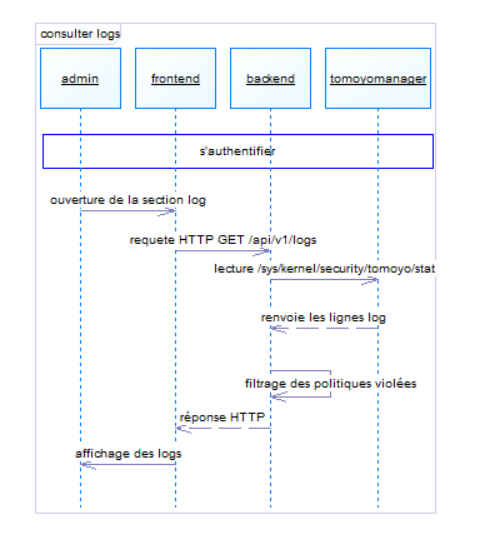 consulter logs
admin
frontend
backend
tomoyomanager
s'authentifier
ouverture de la section log
requete HTTP GET /api/v1/logs
lecture /sys/kernel/security/tomoyo/stat
renvoie les lignes log
filtrage des politiques violées
réponse HTTP
affichage des logs